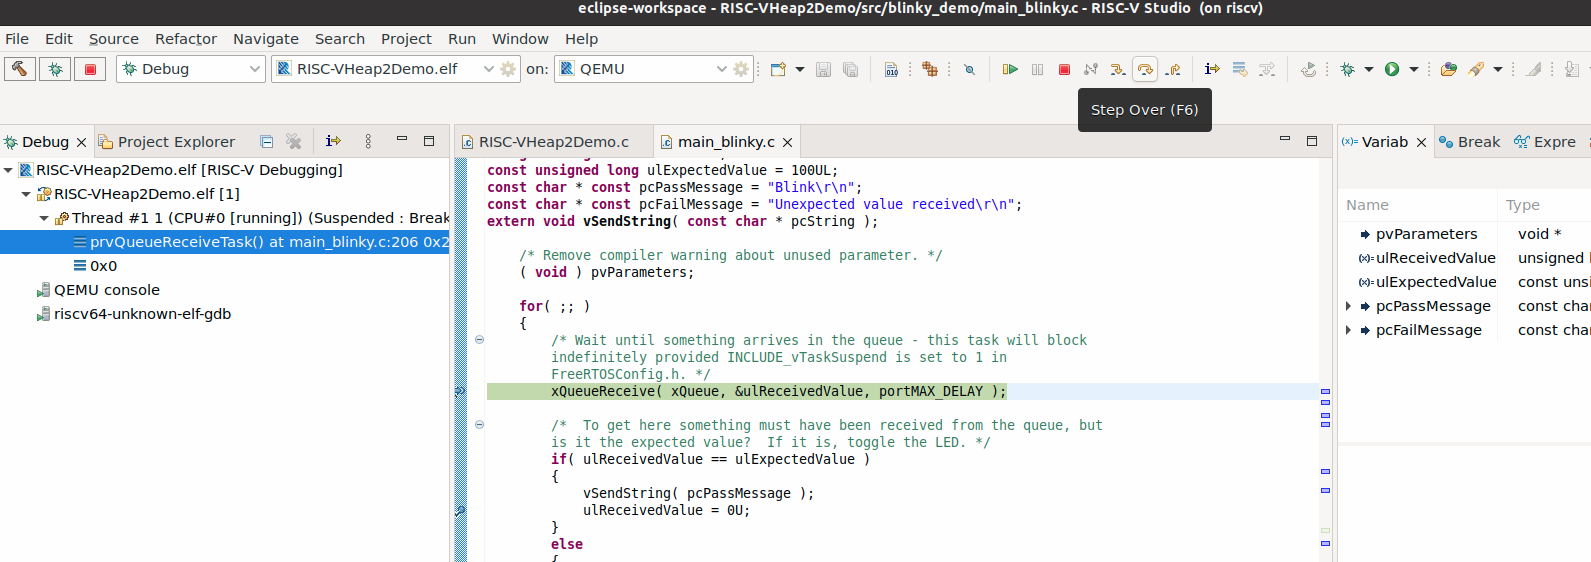 eclipse-workspace - RISC-VHeap2Demo/src/blinky_demo/main_blinky.c - RISC-V Studio (on riscv)
File Edit Source Refactor Navigate Search Project Run Window Help
Debug RISC-VHeap2Demo.elf on: QEMU
010
Step Over (F6)
Debug Project Explorer
RISC-VHeap2Demo.elf [RISC-V Debugging]
RISC-VHeap2Demo.elf [1]
Thread #1 1 (CPU#0 [running]) (Suspended : Break
prvQueueReceiveTask() at main_blinky.c:206 0x2
0x0
QEMU console
riscv64-unknown-elf-gdb
RISC-VHeap2Demo.c main_blinky.c
const unsigned long ulExpectedValue = 100UL;
const char * const pcPassMessage = "Blink\r\n";
const char * const pcFailMessage = "Unexpected value received\r\n";
extern void vSendString( const char * pcString );
/* Remove compiler warning about unused parameter. */
( void ) pvParameters;
for( ;; )
{
/* Wait until something arrives in the queue - this task will block
indefinitely provided INCLUDE_vTaskSuspend is set to 1 in
FreeRTOSConfig.h. */
xQueueReceive( xQueue, &ulReceivedValue, portMAX_DELAY );
/*  To get here something must have been received from the queue, but
is it the expected value?  If it is, toggle the LED. */
if( ulReceivedValue == ulExpectedValue )
{
vSendString( pcPassMessage );
ulReceivedValue = 0U;
}
else
(x)= Variab Break Expre
Name Type
pvParameters void *
(x)= ulReceivedValue unsigned l
(x)= ulExpectedValue const unsi
pcPassMessage const char
pcFailMessage const char